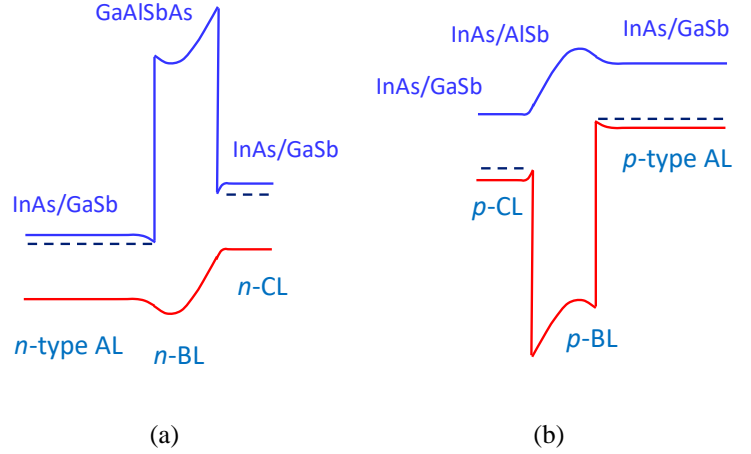 GaAlSbAs
InAs/GaSb
InAs/GaSb
n-CL
n-type AL
n-BL
(a)
InAs/AlSb
InAs/GaSb
InAs/GaSb
p-type AL
p-CL
p-BL
(b)